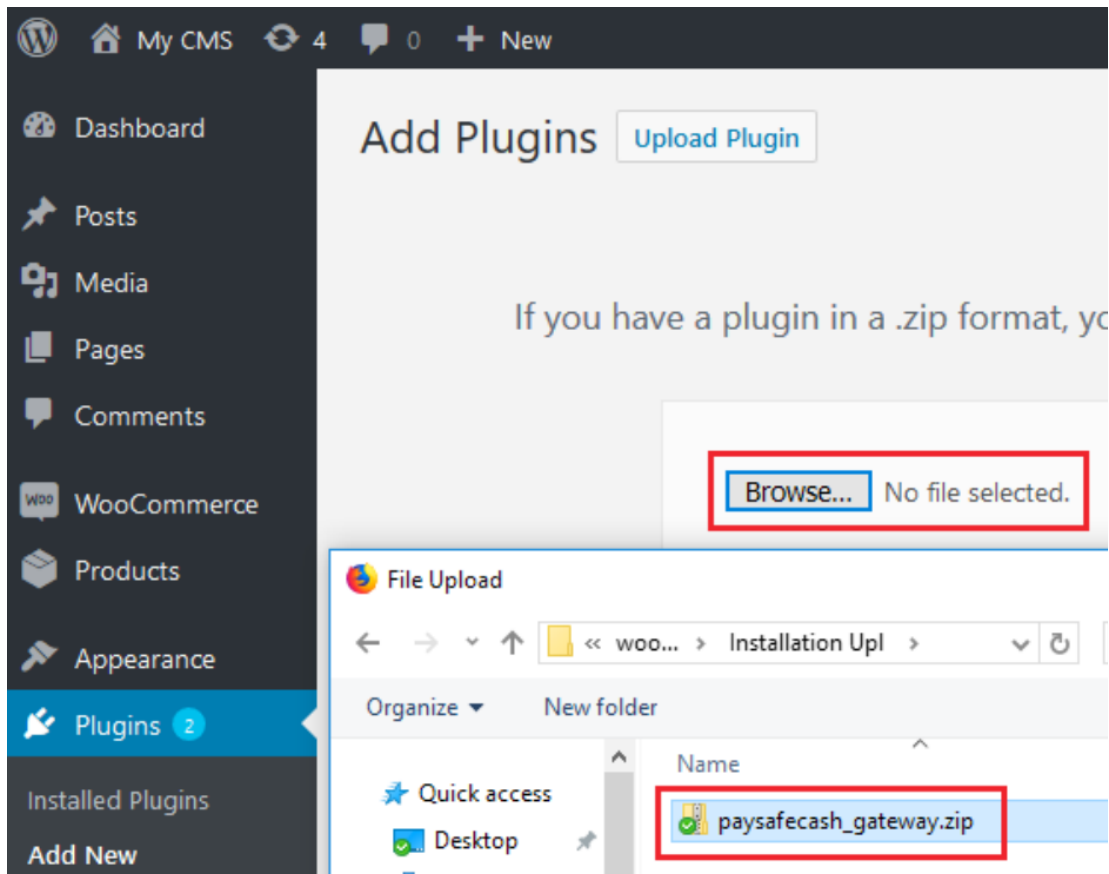 My CMS 4 0 + New
Dashboard
Posts
Media
Pages
Comments
WOO WooCommerce
Products
Appearance
Plugins 2
Installed Plugins
Add New
Add Plugins Upload Plugin
If you have a plugin in a .zip format,
Browse... No file selected.
File Upload
« woo... > Installation Upl >
Organize New folder
Name
Quick access
Desktop
paysafecash_gateway.zip